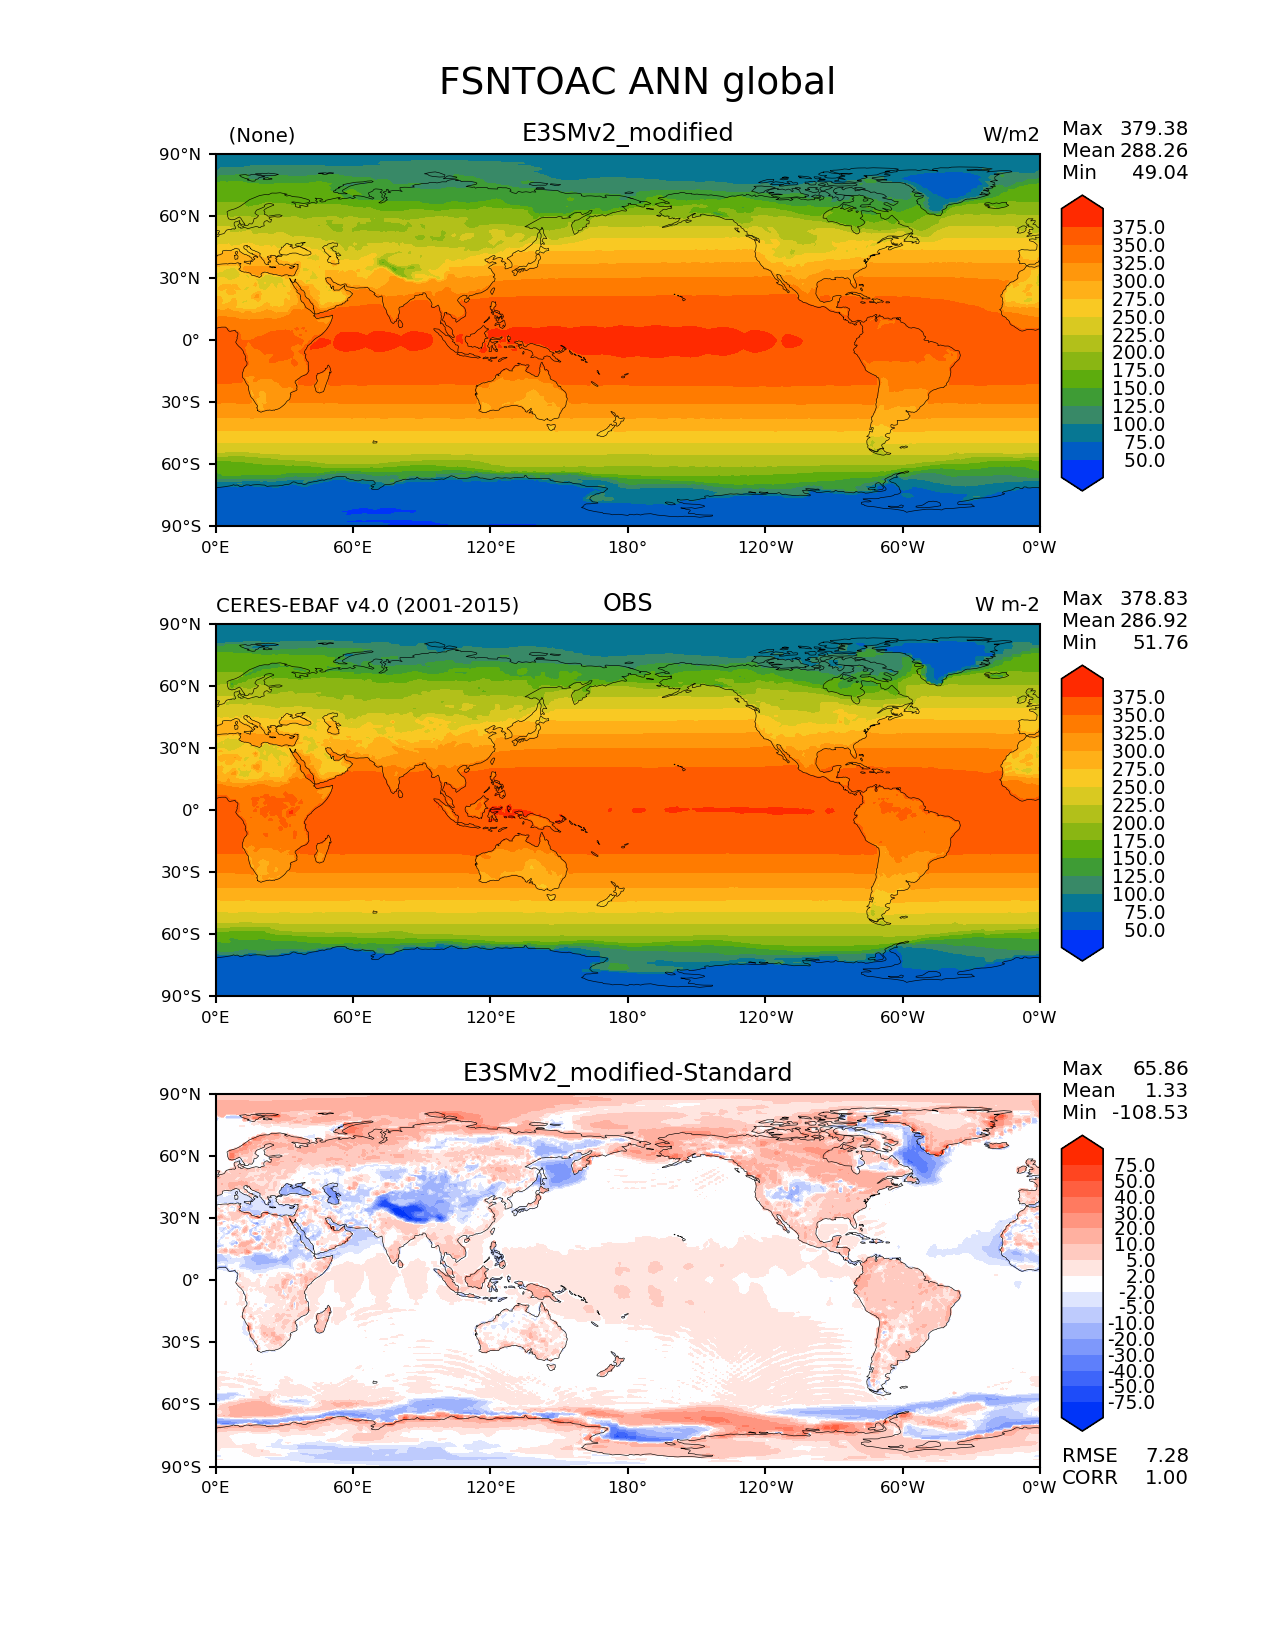 FSNTOAC ANN global
(None) E3SMv2_modified W/m2
Max 379.38
Mean 288.26
Min 49.04
90°N
60°N
30°N
0°
30°S
60°S
90°S
0°E 60°E 120°E 180° 120°W 60°W 0°W
375.0
350.0
325.0
300.0
275.0
250.0
225.0
200.0
175.0
150.0
125.0
100.0
75.0
50.0
CERES-EBAF v4.0 (2001-2015) OBS W m-2
Max 378.83
Mean 286.92
Min 51.76
90°N
60°N
30°N
0°
30°S
60°S
90°S
0°E 60°E 120°E 180° 120°W 60°W 0°W
375.0
350.0
325.0
300.0
275.0
250.0
225.0
200.0
175.0
150.0
125.0
100.0
75.0
50.0
E3SMv2_modified-Standard
Max 65.86
Mean 1.33
Min -108.53
90°N
60°N
30°N
0°
30°S
60°S
90°S
0°E 60°E 120°E 180° 120°W 60°W 0°W
75.0
50.0
40.0
30.0
20.0
10.0
5.0
2.0
-2.0
-5.0
-10.0
-20.0
-30.0
-40.0
-50.0
-75.0
RMSE 7.28
CORR 1.00